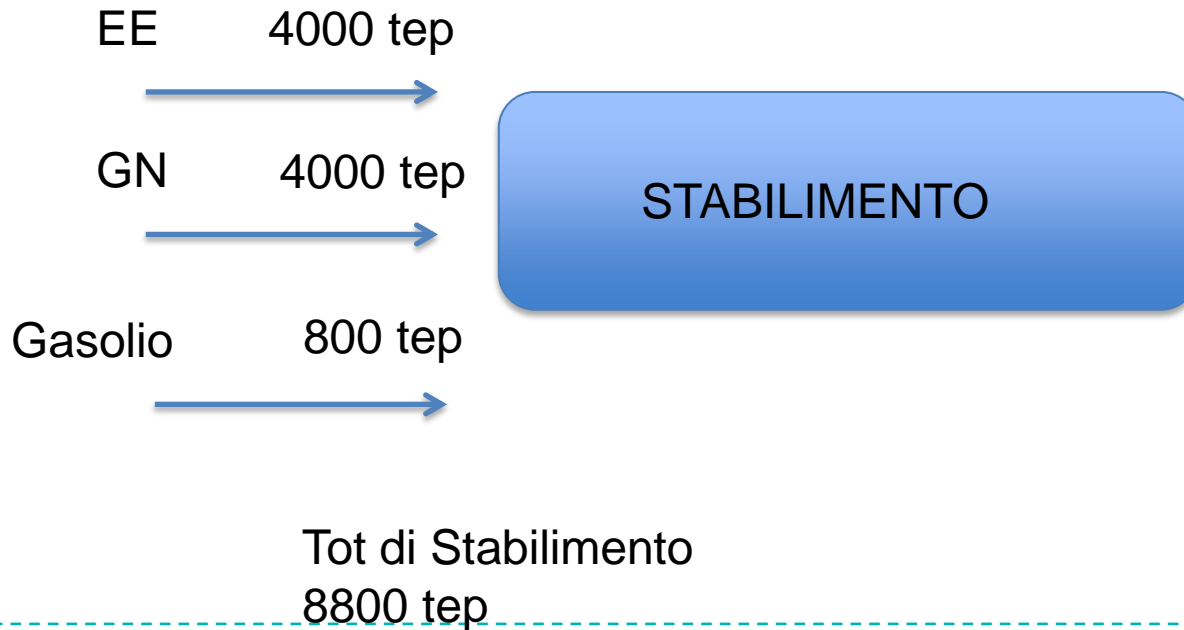 EE 4000 tep
GN 4000 tep
STABILIMENTO
Gasolio 800 tep
Tot di Stabilimento
8800 tep